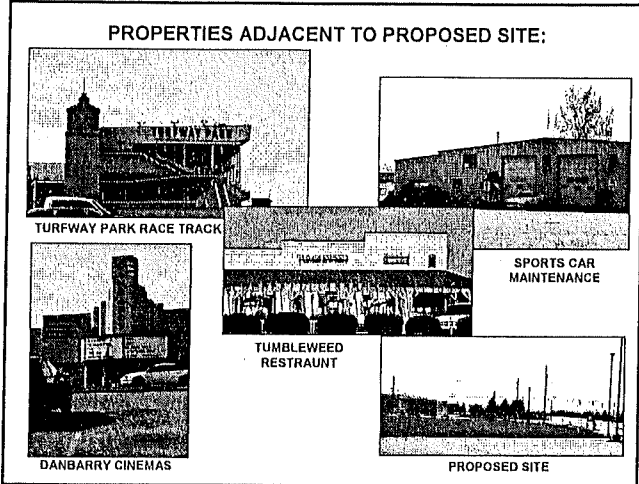 PROPERTIES ADJACENT TO PROPOSED SITE:
TURFWAY PARK
TURFWAY PARK RACE TRACK
SPORTS CAR
MAINTENANCE
TUMBLEWEED
RESTRAUNT
DANBARRY CINEMAS
PROPOSED SITE